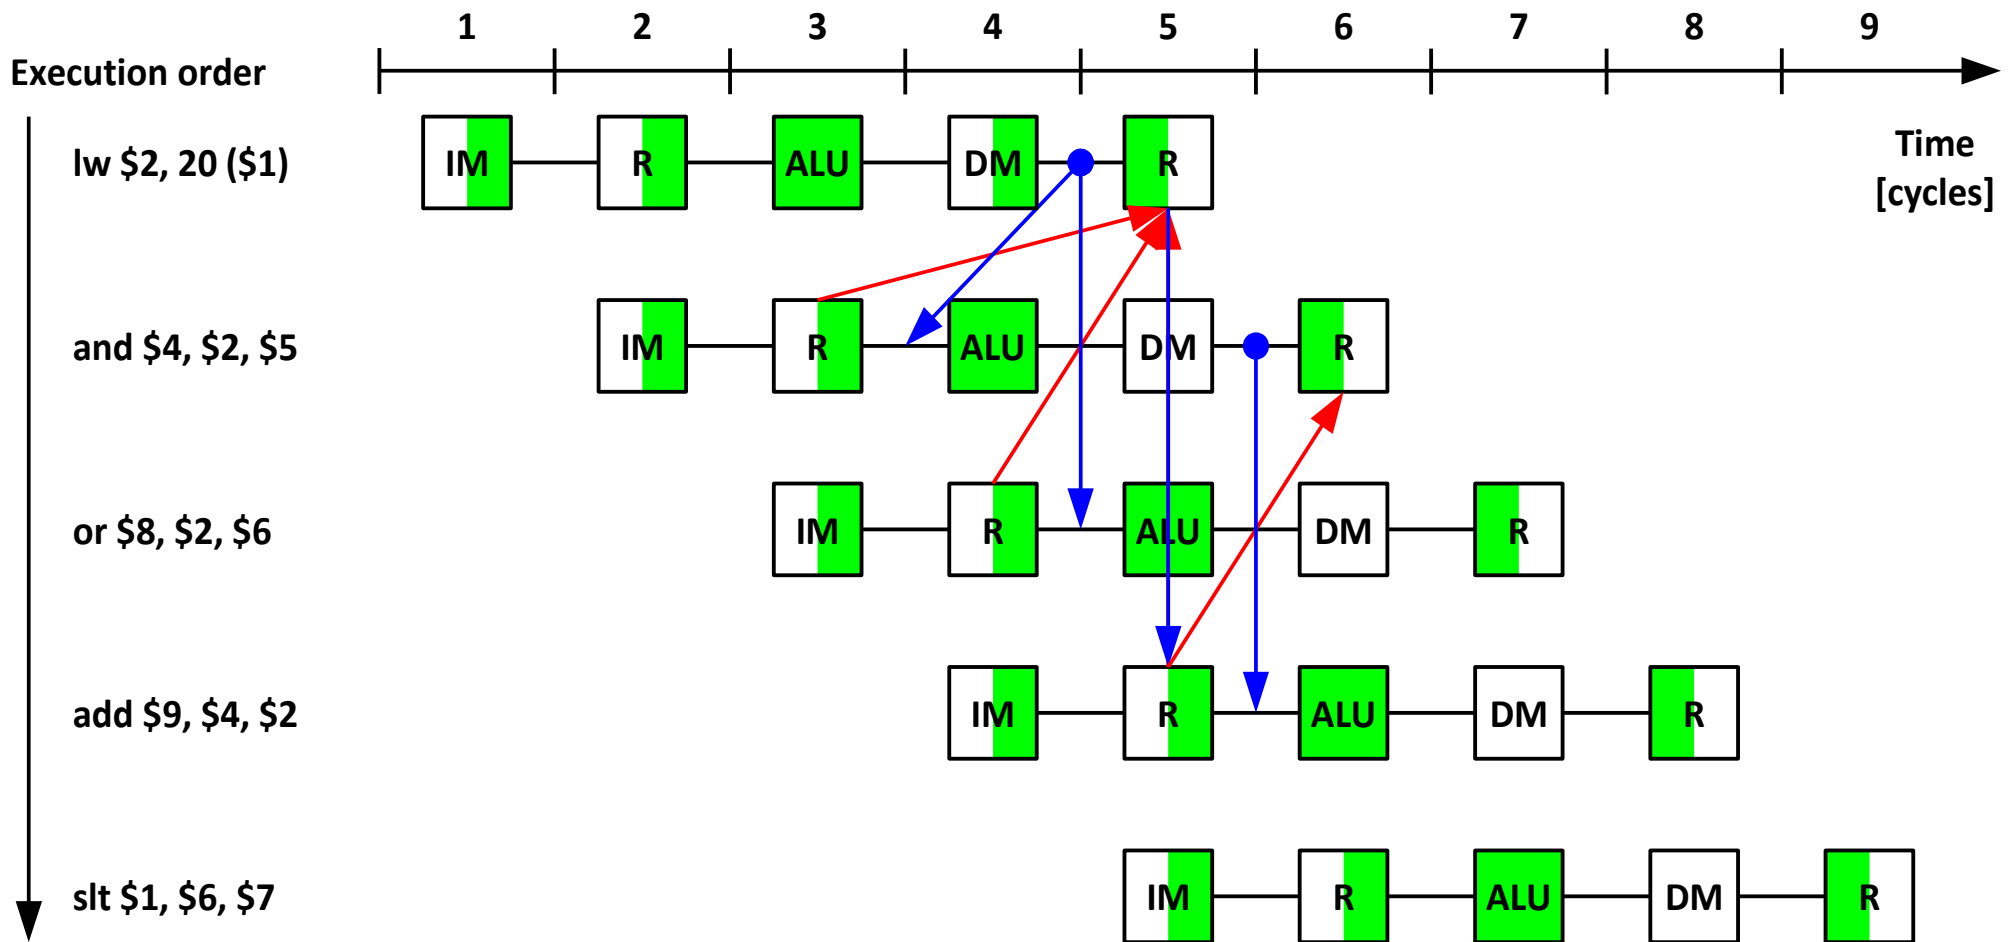 1 2 3 4 5 6 7 8 9
Execution order
Time
[cycles]
lw $2, 20 ($1) IM R ALU DM R
and $4, $2, $5 IM R ALU DM R
or $8, $2, $6 IM R ALU DM R
add $9, $4, $2 IM R ALU DM R
slt $1, $6, $7 IM R ALU DM R